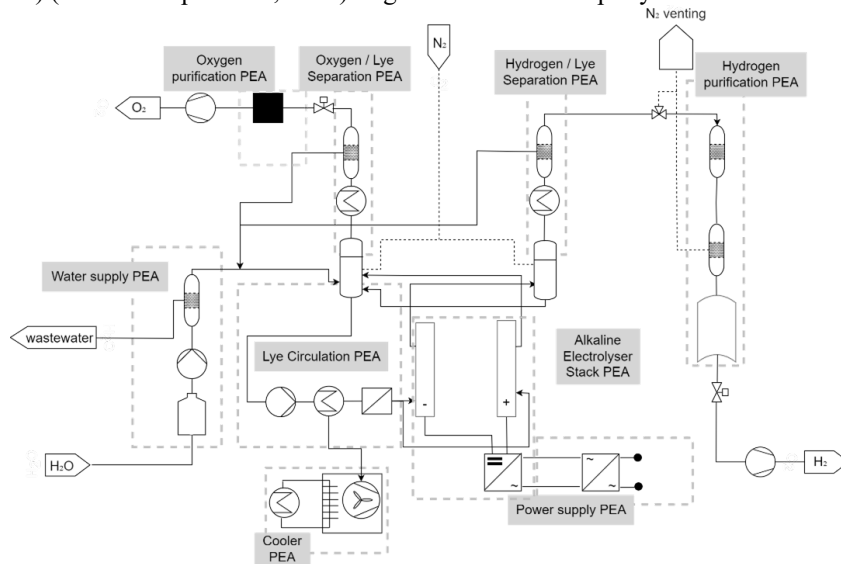 N₂ venting
N₂
Oxygen
purification PEA
Oxygen / Lye
Separation PEA
Hydrogen / Lye
Separation PEA
Hydrogen
purification PEA
O₂
Water supply PEA
wastewater
Lye Circulation PEA
Alkaline
Electrolyser
Stack PEA
-
+
H₂O
H₂
=
~
~
~
Power supply PEA
Cooler
PEA